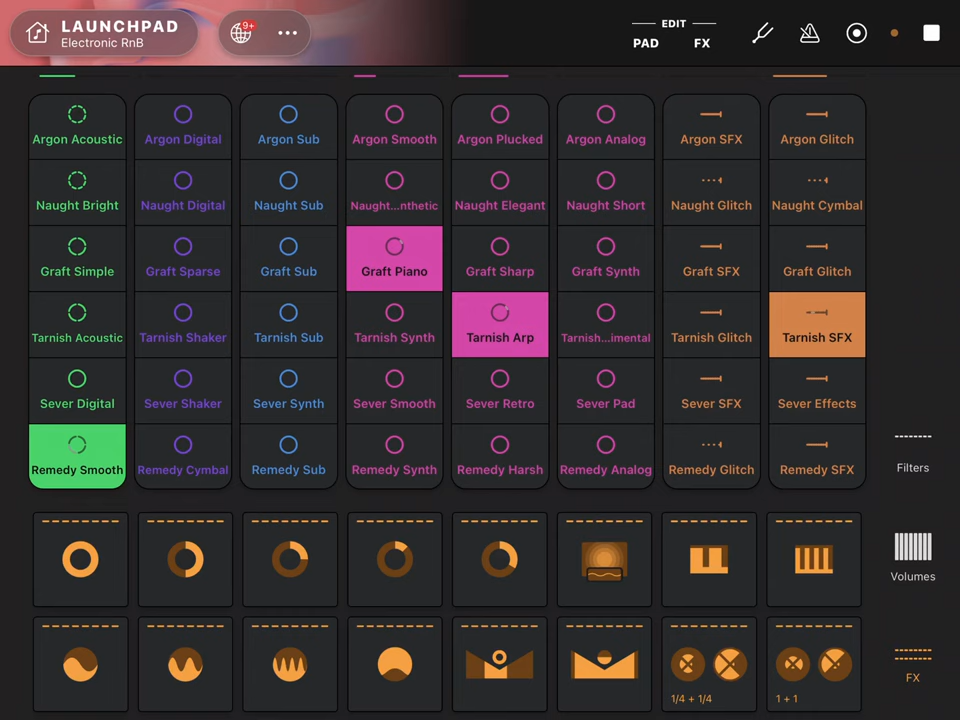 LAUNCHPAD
Electronic RnB
9+
EDIT
PAD FX
Argon Acoustic Argon Digital Argon Sub Argon Smooth Argon Plucked Argon Analog Argon SFX Argon Glitch
Naught Bright Naught Digital Naught Sub Naught...nthetic Naught Elegant Naught Short Naught Glitch Naught Cymbal
Graft Simple Graft Sparse Graft Sub Graft Piano Graft Sharp Graft Synth Graft SFX Graft Glitch
Tarnish Acoustic Tarnish Shaker Tarnish Sub Tarnish Synth Tarnish Arp Tarnish...imental Tarnish Glitch Tarnish SFX
Sever Digital Sever Shaker Sever Synth Sever Smooth Sever Retro Sever Pad Sever SFX Sever Effects
Remedy Smooth Remedy Cymbal Remedy Sub Remedy Synth Remedy Harsh Remedy Analog Remedy Glitch Remedy SFX
Filters
Volumes
FX
1/4 + 1/4 1 + 1